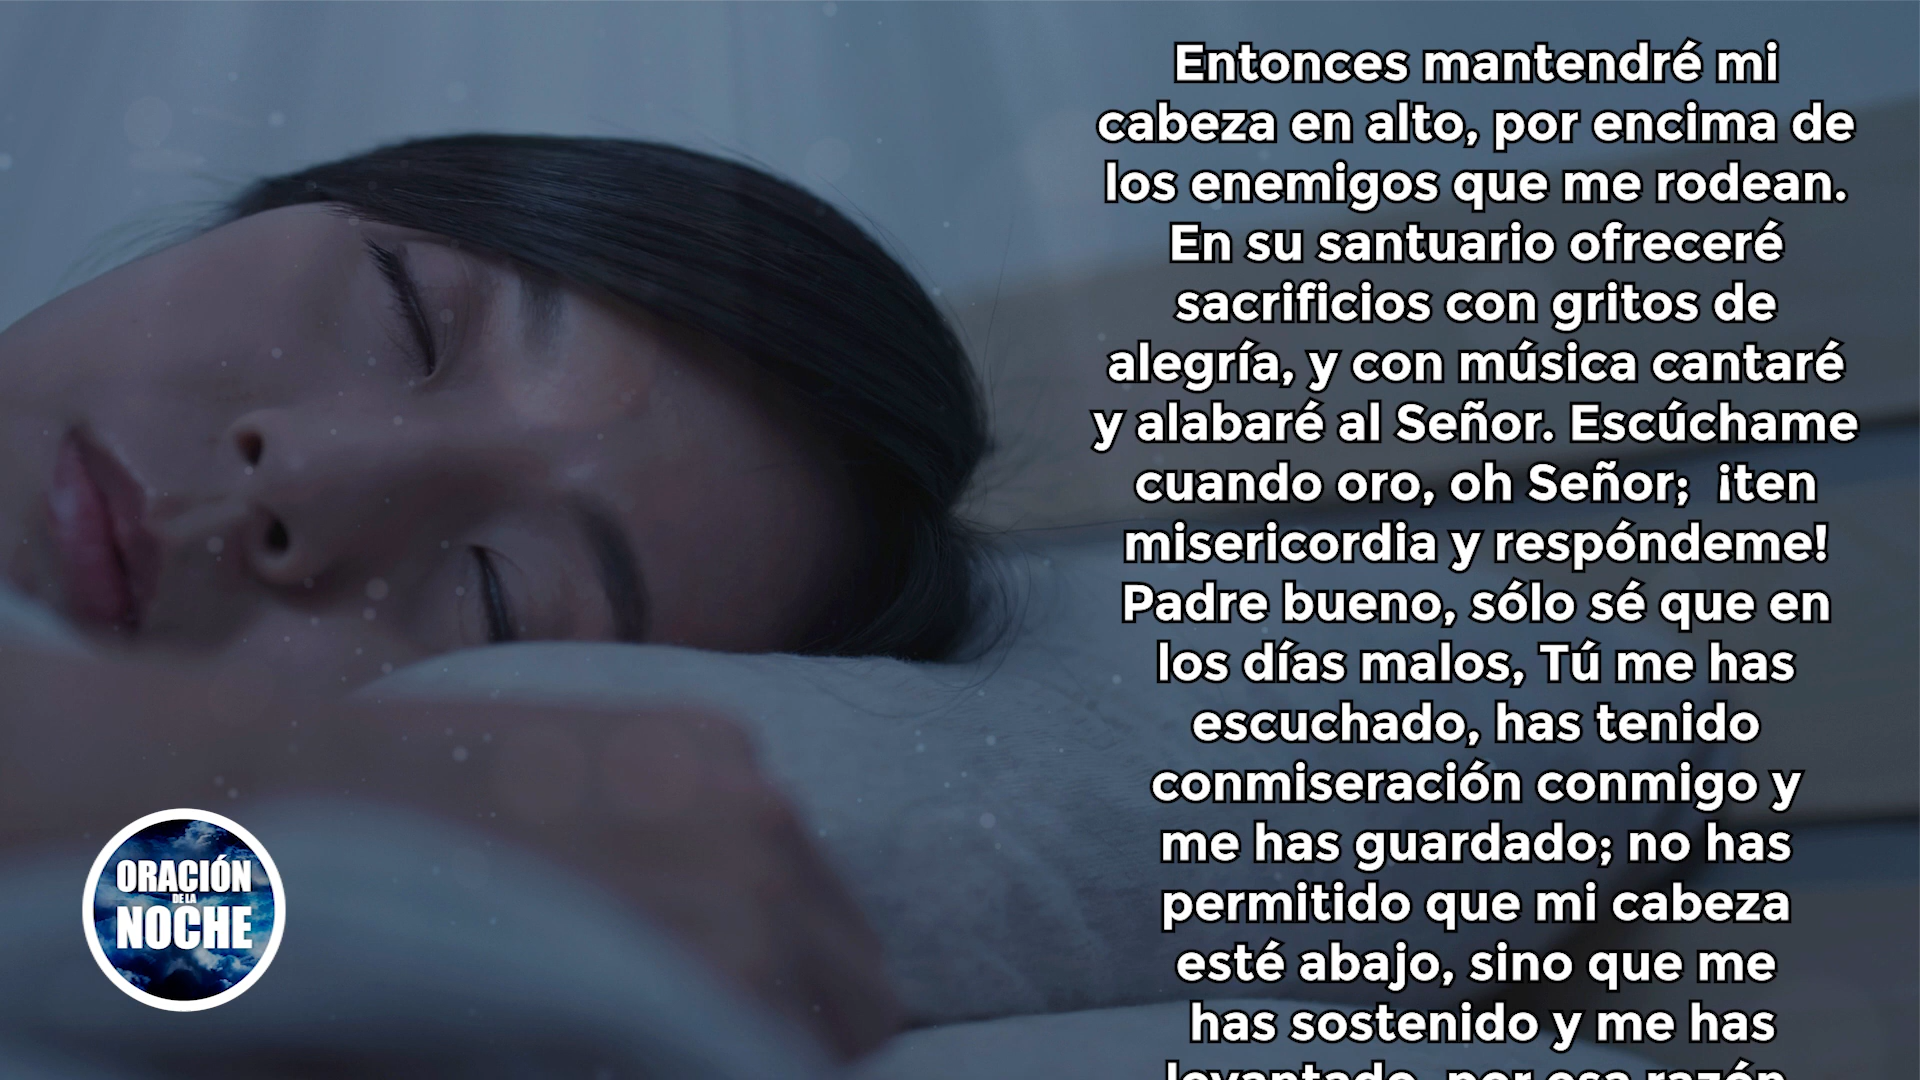 Entonces mantendré mi
cabeza en alto, por encima de
los enemigos que me rodean.
En su santuario ofreceré
sacrificios con gritos de
alegría, y con música cantaré
y alabaré al Señor. Escúchame
cuando oro, oh Señor;  ¡ten
misericordia y respóndeme!
Padre bueno, sólo sé que en
los días malos, Tú me has
escuchado, has tenido
conmiseración conmigo y
me has guardado; no has
permitido que mi cabeza
esté abajo, sino que me
has sostenido y me has
levantado, por esa razón
ORACIÓN
DE LA
NOCHE